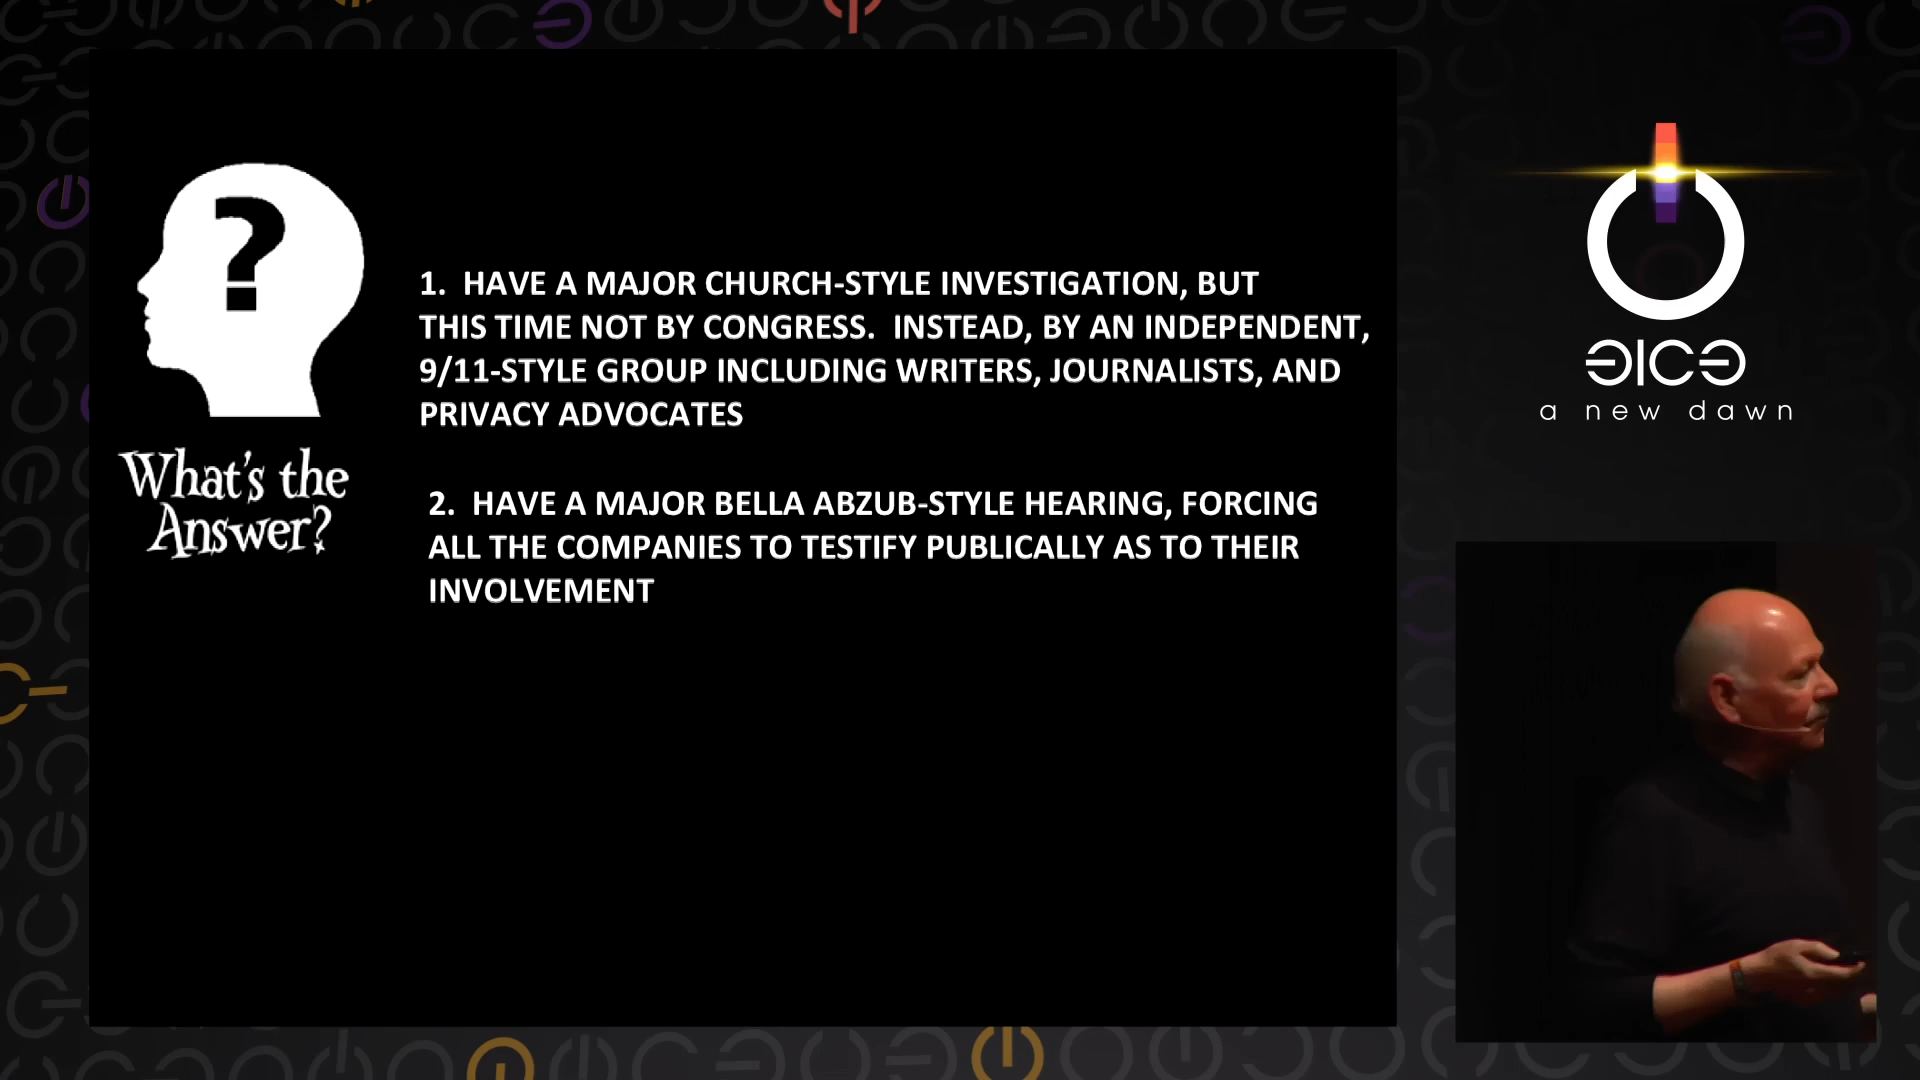 ?
What's the
Answer?
1. HAVE A MAJOR CHURCH-STYLE INVESTIGATION, BUT
THIS TIME NOT BY CONGRESS. INSTEAD, BY AN INDEPENDENT,
9/11-STYLE GROUP INCLUDING WRITERS, JOURNALISTS, AND
PRIVACY ADVOCATES
2. HAVE A MAJOR BELLA ABZUB-STYLE HEARING, FORCING
ALL THE COMPANIES TO TESTIFY PUBLICALLY AS TO THEIR
INVOLVEMENT
a new dawn